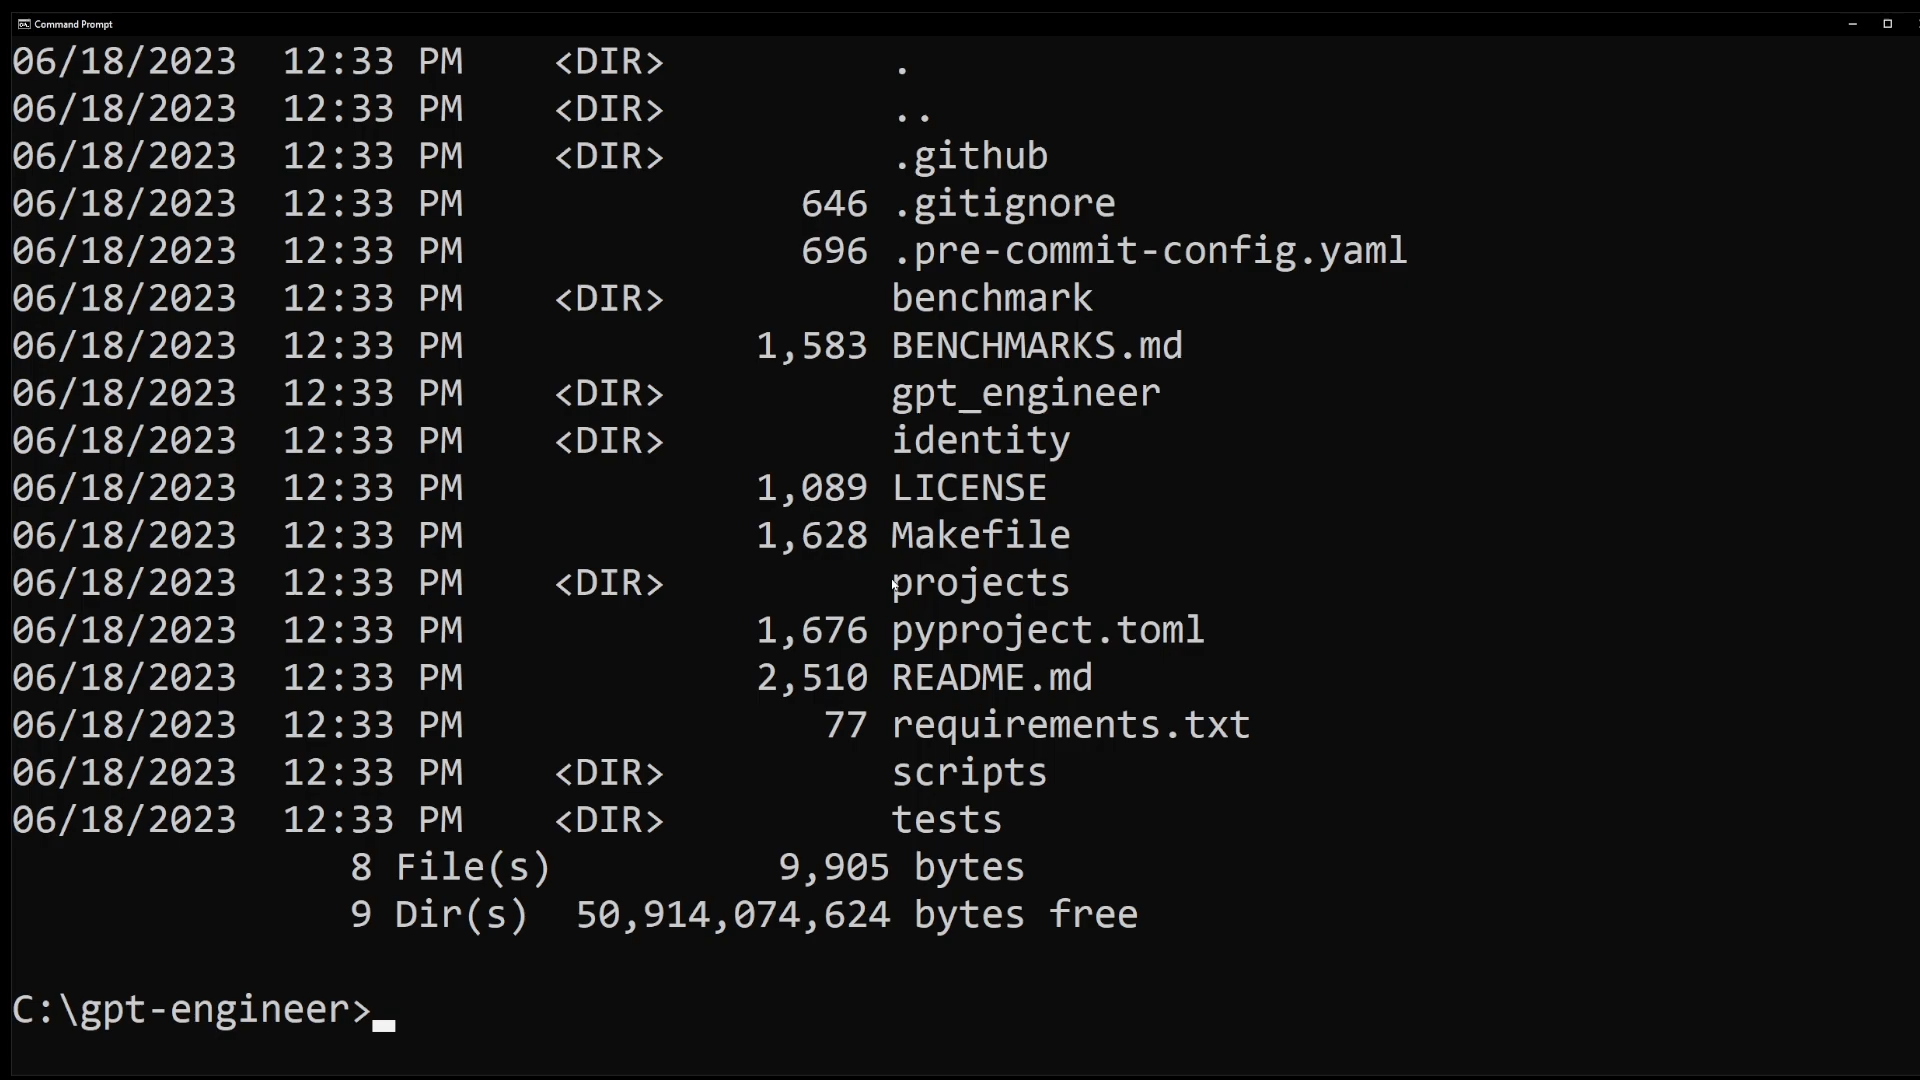 Command Prompt
06/18/2023  12:33 PM    <DIR>          .
06/18/2023  12:33 PM    <DIR>          ..
06/18/2023  12:33 PM    <DIR>          .github
06/18/2023  12:33 PM               646 .gitignore
06/18/2023  12:33 PM               696 .pre-commit-config.yaml
06/18/2023  12:33 PM    <DIR>          benchmark
06/18/2023  12:33 PM             1,583 BENCHMARKS.md
06/18/2023  12:33 PM    <DIR>          gpt_engineer
06/18/2023  12:33 PM    <DIR>          identity
06/18/2023  12:33 PM             1,089 LICENSE
06/18/2023  12:33 PM             1,628 Makefile
06/18/2023  12:33 PM    <DIR>          projects
06/18/2023  12:33 PM             1,676 pyproject.toml
06/18/2023  12:33 PM             2,510 README.md
06/18/2023  12:33 PM                77 requirements.txt
06/18/2023  12:33 PM    <DIR>          scripts
06/18/2023  12:33 PM    <DIR>          tests
               8 File(s)          9,905 bytes
               9 Dir(s)  50,914,074,624 bytes free
C:\gpt-engineer>